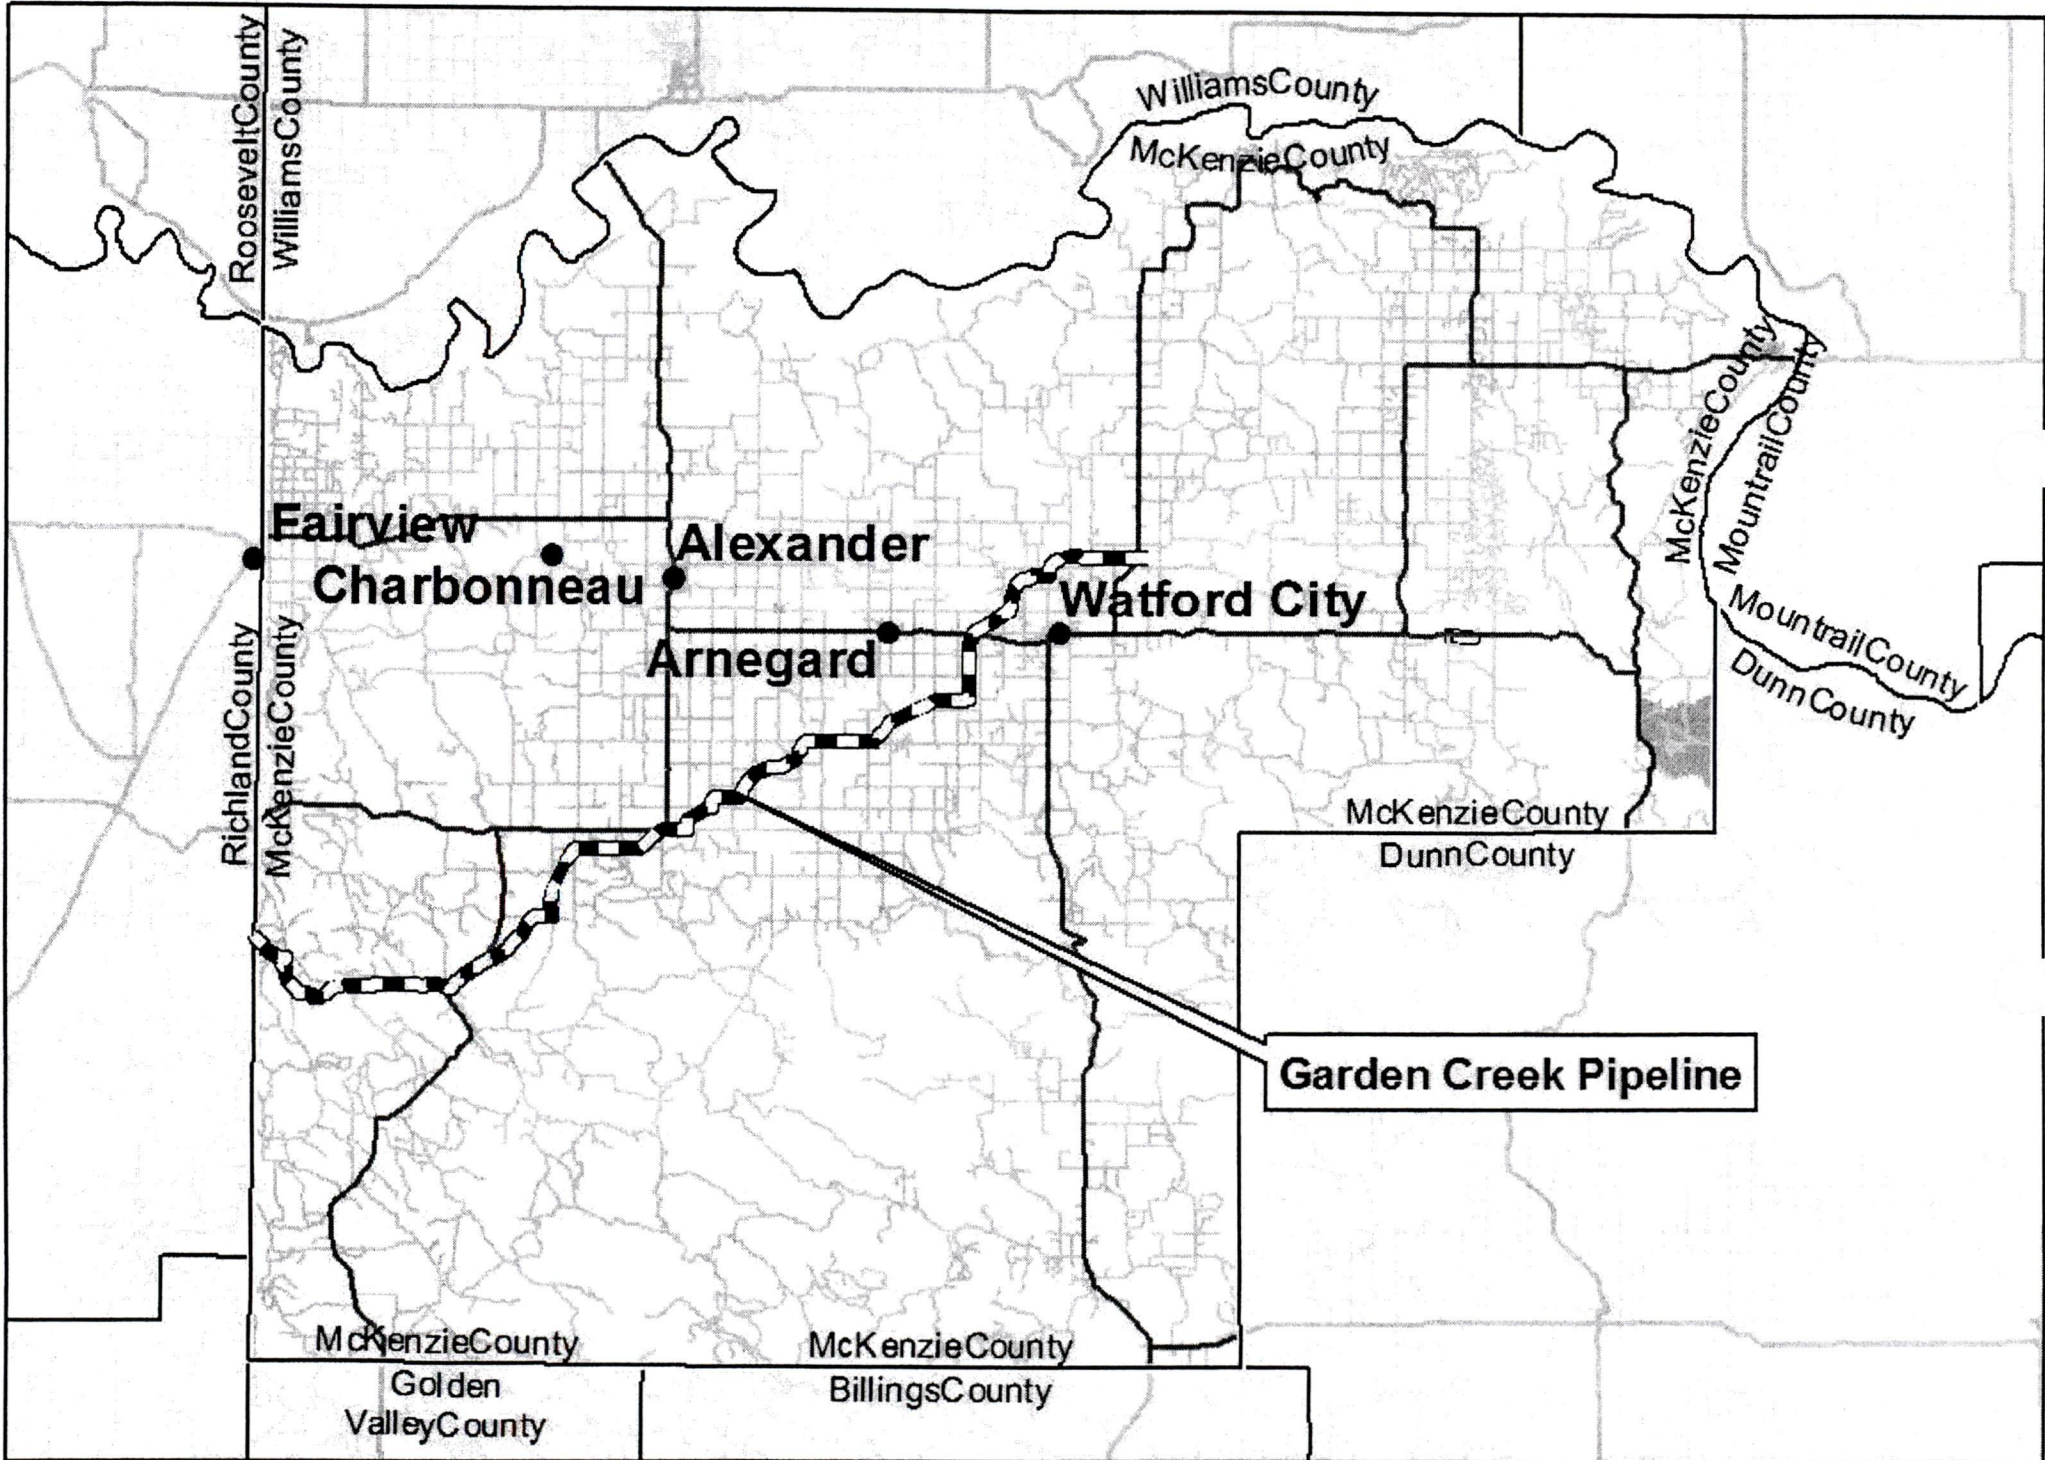 RooseveltCounty
WilliamsCounty
WilliamsCounty
McKenzieCounty
McKenzieCounty
MountrailCounty
Fairview
Charbonneau
Alexander
Watford City
Arnegard
MountrailCounty
DunnCounty
RichlandCounty
McKenzieCounty
McKenzieCounty
DunnCounty
Garden Creek Pipeline
McKenzieCounty
McKenzieCounty
Golden
ValleyCounty
BillingsCounty